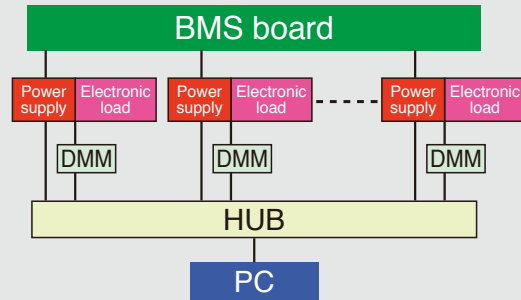 BMS board
Power
supply
Electronic
load
Power
supply
Electronic
load
Power
supply
Electronic
load
DMM
DMM
DMM
HUB
PC